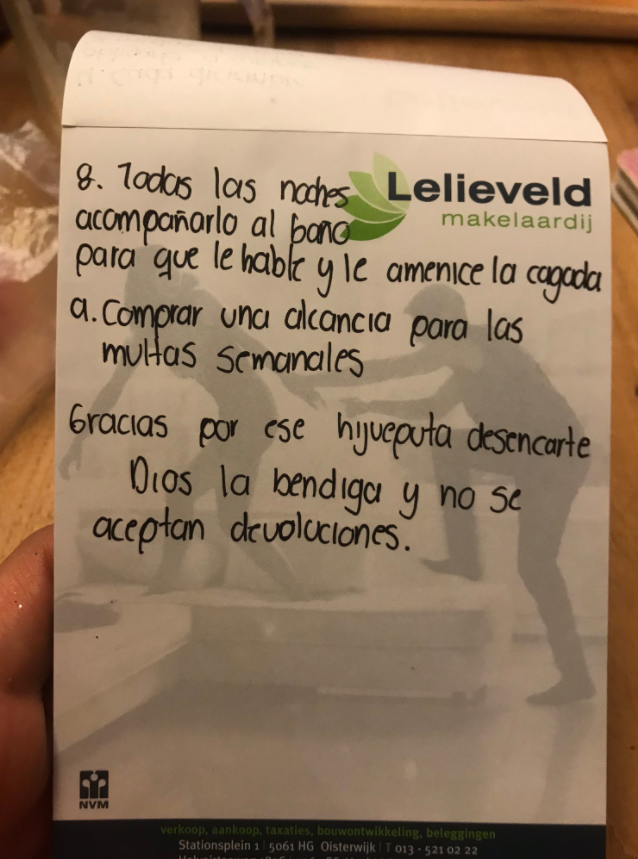 8. Todas las noches
Lelieveld
makelaardij
acompañarlo al baño
para que le hable y le amenice la cagada
9. Comprar una alcancia para las
multas semanales
Gracias por ese hijueputa desencarte
Dios la bendiga y no se
aceptan devoluciones.
NVM
verkoop, aankoop, taxaties, bouwontwikkeling, beleggingen
Stationsplein 1 | 5061 HG Oisterwijk | T 013 - 521 02 22